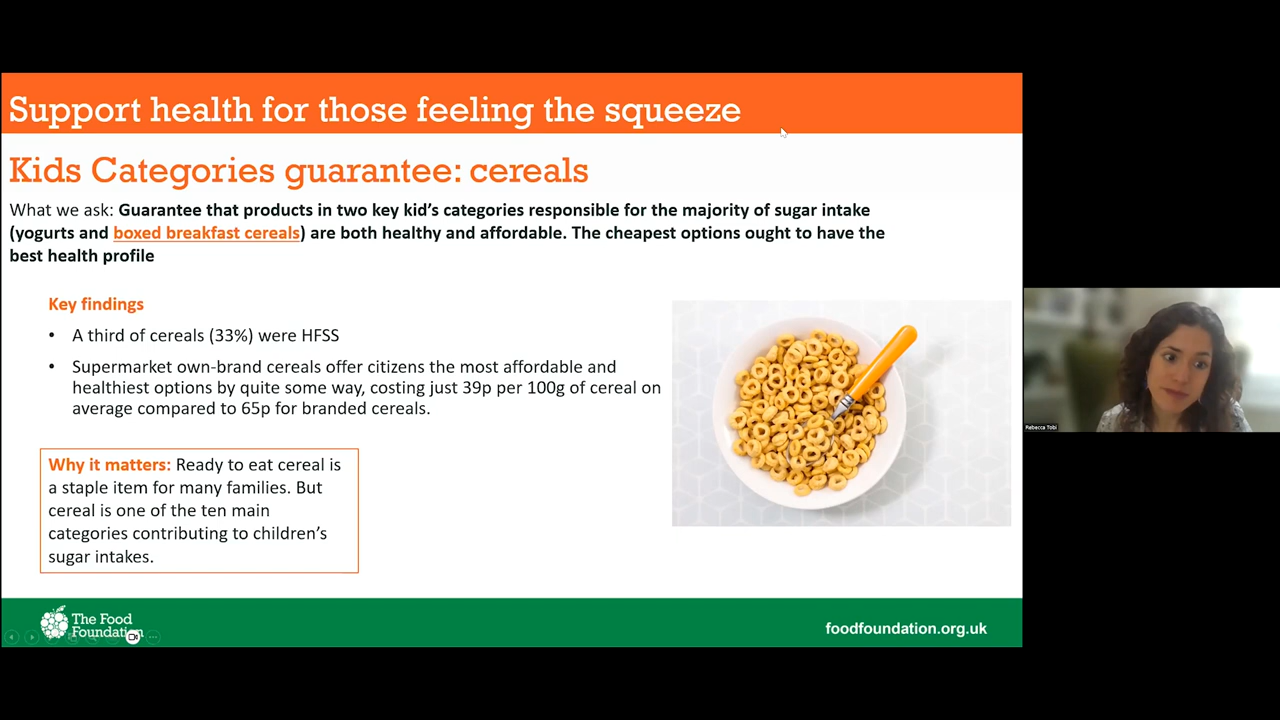 Support health for those feeling the squeeze
Kids Categories guarantee: cereals
What we ask: Guarantee that products in two key kid's categories responsible for the majority of sugar intake
(yogurts and boxed breakfast cereals) are both healthy and affordable. The cheapest options ought to have the
best health profile
Key findings
• A third of cereals (33%) were HFSS
• Supermarket own-brand cereals offer citizens the most affordable and
healthiest options by quite some way, costing just 39p per 100g of cereal on
average compared to 65p for branded cereals.
Why it matters: Ready to eat cereal is
a staple item for many families. But
cereal is one of the ten main
categories contributing to children's
sugar intakes.
The Food
Foundation
foodfoundation.org.uk
Rebecca Tobi